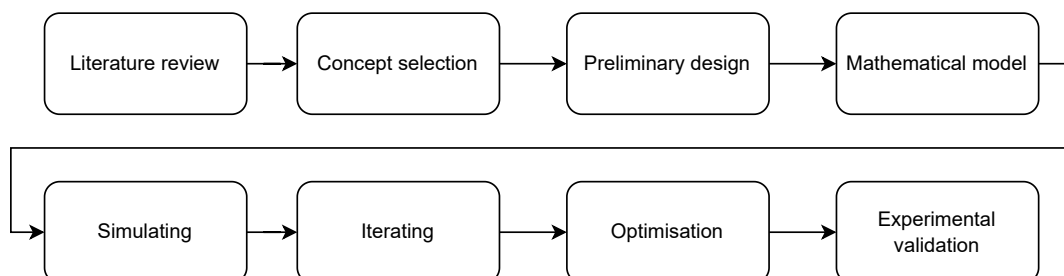 Literature review
Concept selection
Preliminary design
Mathematical model
Simulating
Iterating
Optimisation
Experimental
validation